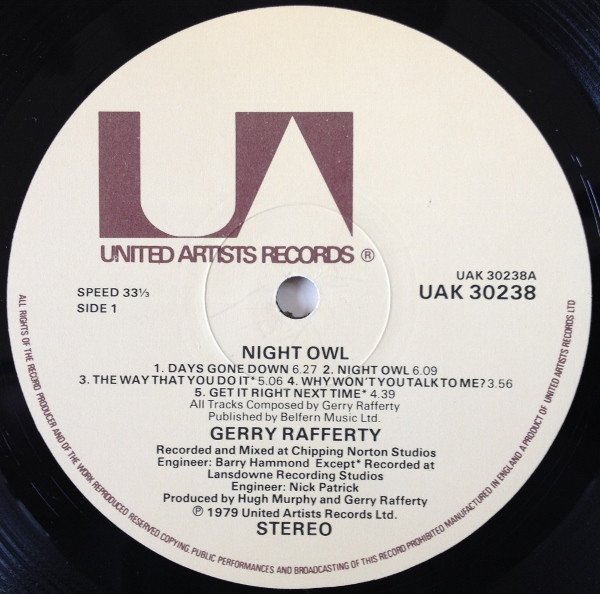 UA
UNITED ARTISTS RECORDS ®
UAK 30238A
SPEED 33⅓
UAK 30238
SIDE 1
NIGHT OWL
1. DAYS GONE DOWN 6.27 2. NIGHT OWL 6.09
3. THE WAY THAT YOU DO IT* 5.06 4. WHY WON'T YOU TALK TO ME? 3.56
5. GET IT RIGHT NEXT TIME* 4.39
All Tracks Composed by Gerry Rafferty
Published by Belfern Music Ltd.
GERRY RAFFERTY
Recorded and Mixed at Chipping Norton Studios
Engineer: Barry Hammond Except* Recorded at
Lansdowne Recording Studios
Engineer: Nick Patrick
Produced by Hugh Murphy and Gerry Rafferty
℗ 1979 United Artists Records Ltd.
STEREO
ALL RIGHTS OF THE RECORD PRODUCER AND OF THE WORK REPRODUCED RESERVED COPYING, PUBLIC PERFORMANCES AND BROADCASTING OF THIS RECORD PROHIBITED MANUFACTURED IN ENGLAND A PRODUCT OF UNITED ARTISTS RECORDS LTD